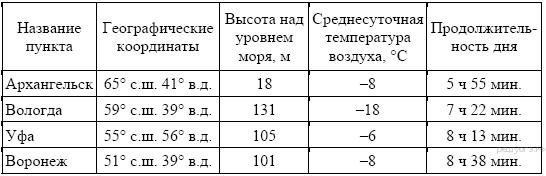 Название пункта | Географические координаты | Высота над уровнем моря, м | Среднесуточная температура воздуха, °С | Продолжитель-ность дня
Архангельск | 65° с.ш. 41° в.д. | 18 | –8 | 5 ч 55 мин.
Вологда | 59° с.ш. 39° в.д. | 131 | –18 | 7 ч 22 мин.
Уфа | 55° с.ш. 56° в.д. | 105 | –6 | 8 ч 13 мин.
Воронеж | 51° с.ш. 39° в.д. | 101 | –8 | 8 ч 38 мин.